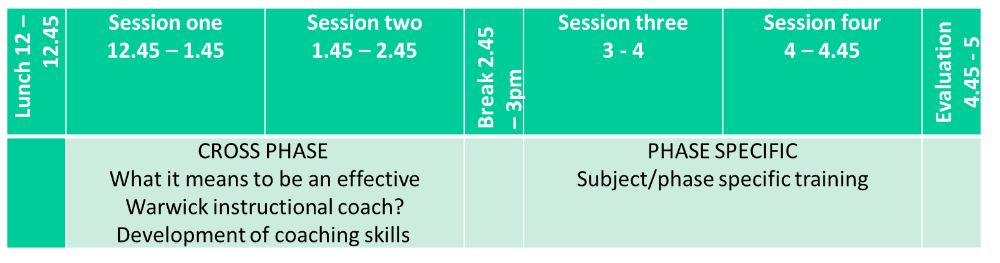 Lunch 12 –
12.45
Session one
12.45 – 1.45
Session two
1.45 – 2.45
Break 2.45
– 3pm
Session three
3 - 4
Session four
4 – 4.45
Evaluation
4.45 - 5
CROSS PHASE
What it means to be an effective
Warwick instructional coach?
Development of coaching skills
PHASE SPECIFIC
Subject/phase specific training